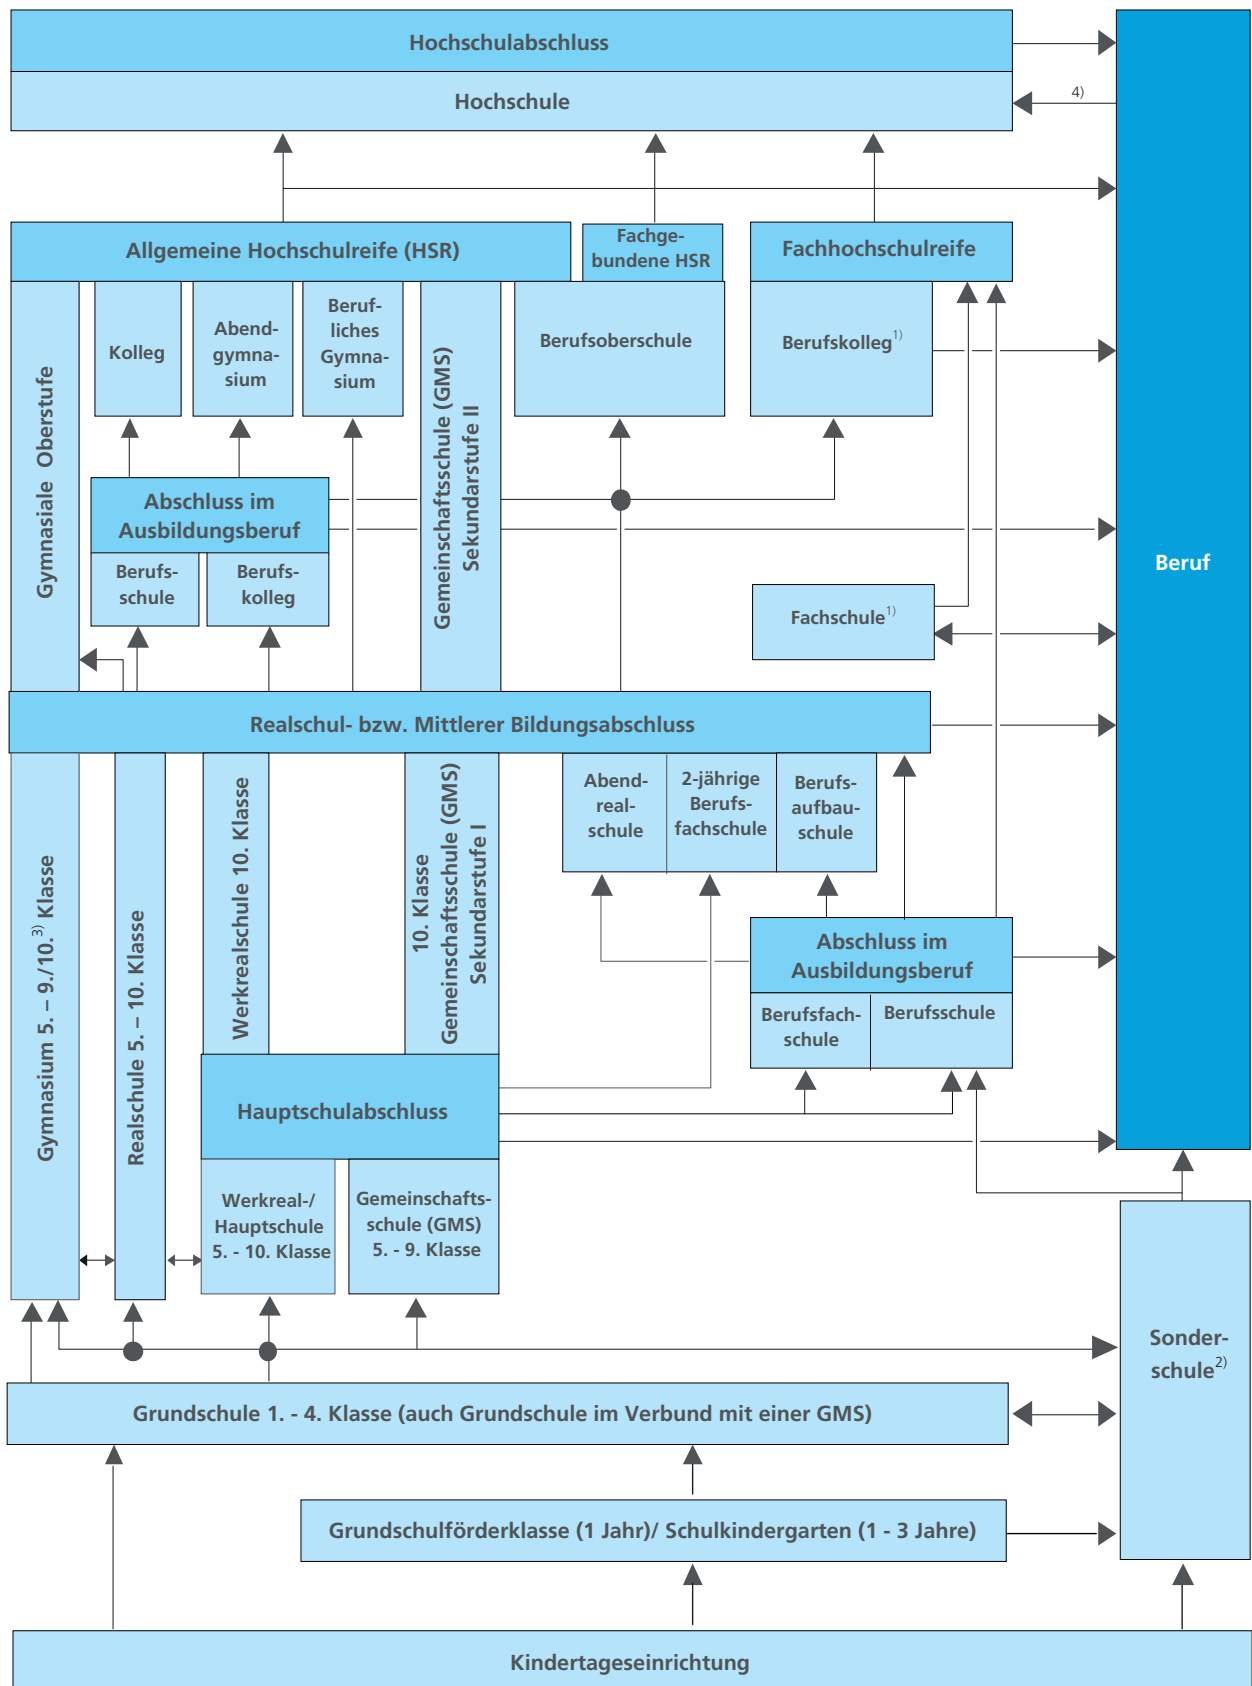 Hochschulabschluss
Hochschule
4)
Beruf
Allgemeine Hochschulreife (HSR)
Fachge-
bundene HSR
Fachhochschulreife
Gymnasiale Oberstufe
Kolleg
Abend-
gymna-
sium
Beruf-
liches
Gymna-
sium
Gemeinschaftsschule (GMS)
Sekundarstufe II
Berufsoberschule
Berufskolleg1)
Abschluss im
Ausbildungsberuf
Berufs-
schule
Berufs-
kolleg
Fachschule1)
Realschul- bzw. Mittlerer Bildungsabschluss
Gymnasium 5. – 9./10.3) Klasse
Realschule 5. – 10. Klasse
Werkrealschule 10. Klasse
10. Klasse
Gemeinschaftsschule (GMS)
Sekundarstufe I
Abend-
real-
schule
2-jährige
Berufs-
fachschule
Berufs-
aufbau-
schule
Abschluss im
Ausbildungsberuf
Berufsfach-
schule
Berufsschule
Hauptschulabschluss
Werkreal-/
Hauptschule
5. - 10. Klasse
Gemeinschafts-
schule (GMS)
5. - 9. Klasse
Sonder-
schule2)
Grundschule 1. - 4. Klasse (auch Grundschule im Verbund mit einer GMS)
Grundschulförderklasse (1 Jahr)/ Schulkindergarten (1 - 3 Jahre)
Kindertageseinrichtung